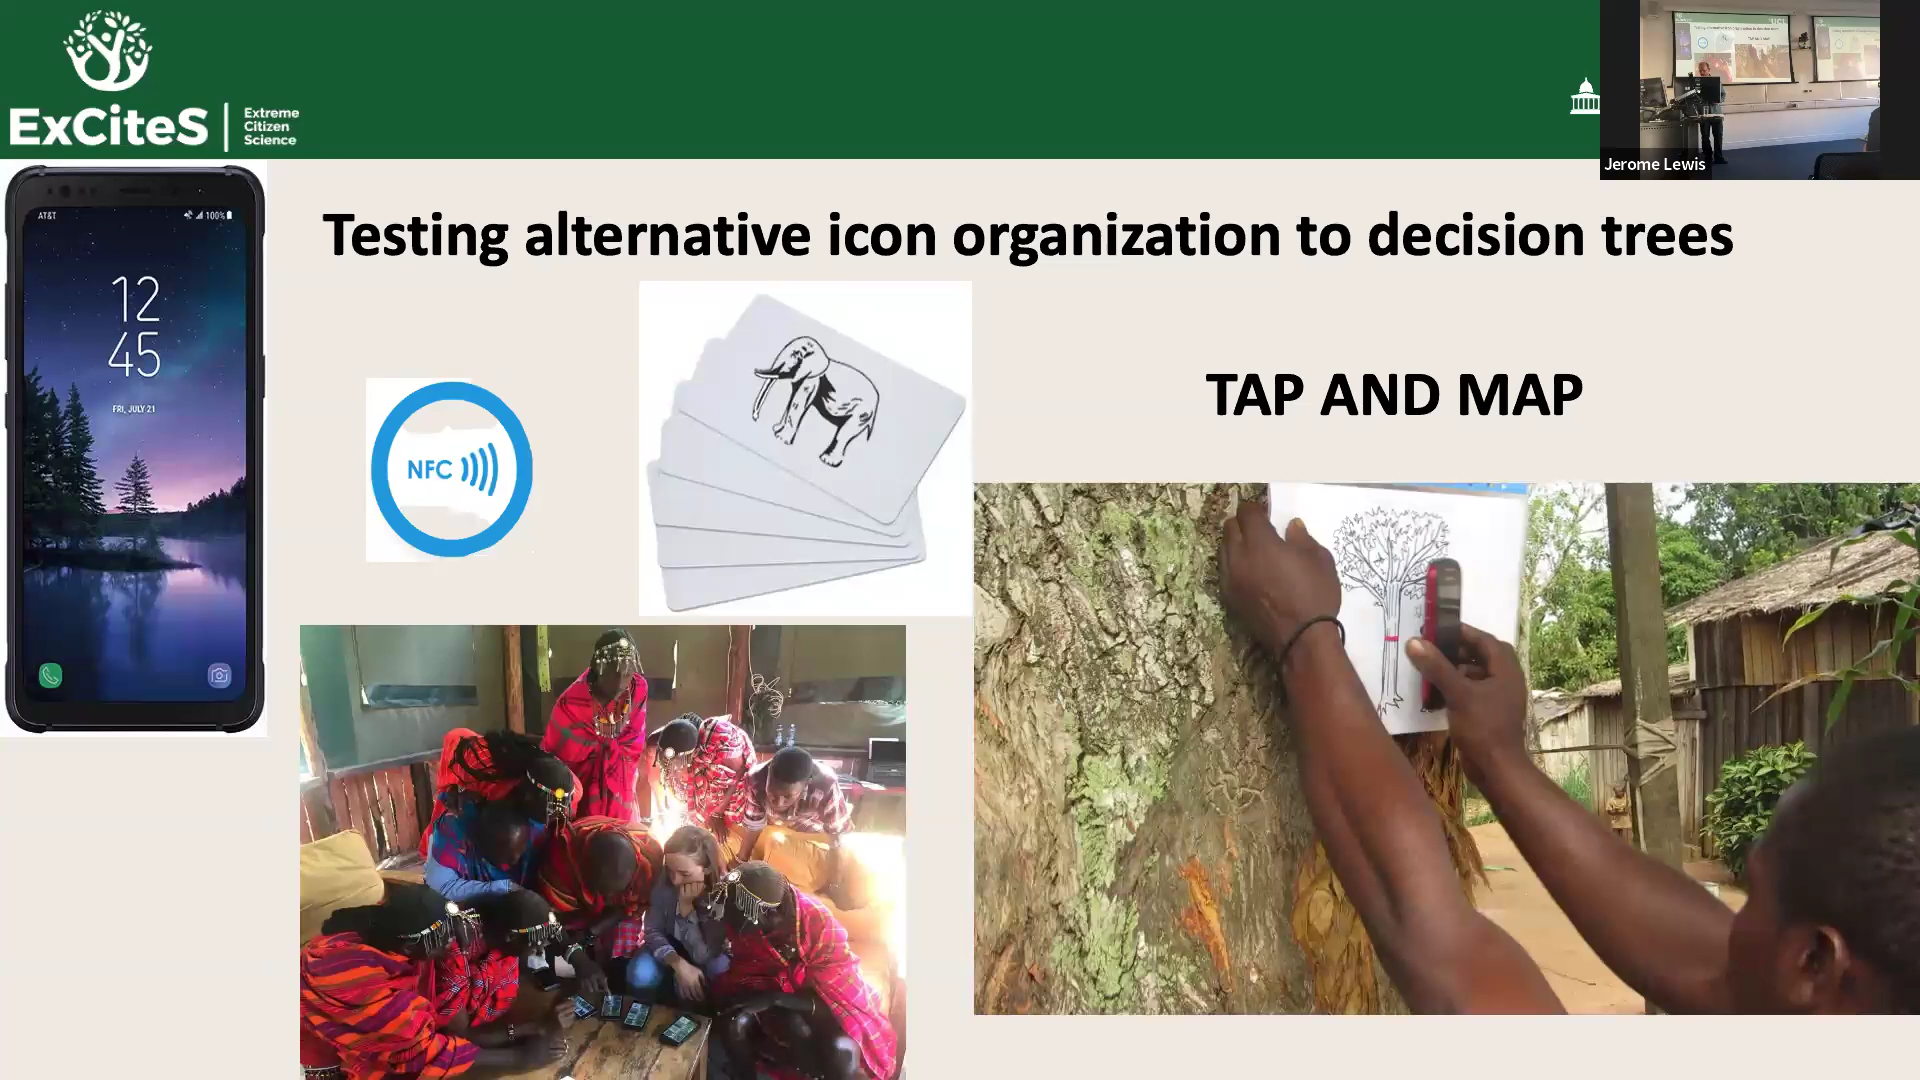 ExCiteS
Extreme
Citizen
Science
Jerome Lewis
AT&T
100%
12
45
FRI, JULY 21
Testing alternative icon organization to decision trees
NFC
TAP AND MAP